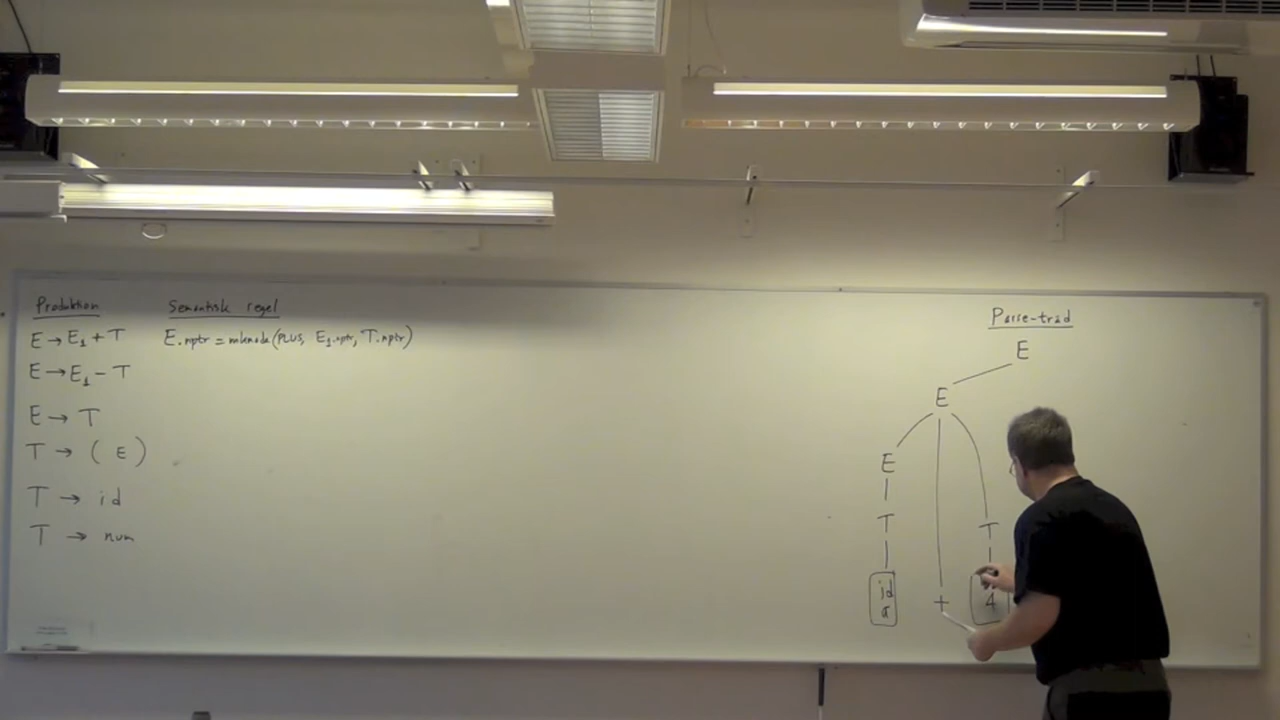 Produktion Semantisk regel
E → E₁ + T E.nptr = mknode(PLUS, E₁.nptr, T.nptr)
E → E₁ - T
E → T
T → ( E )
T → id
T → num
Parse-träd
E
E
E
T T
id
a + 4